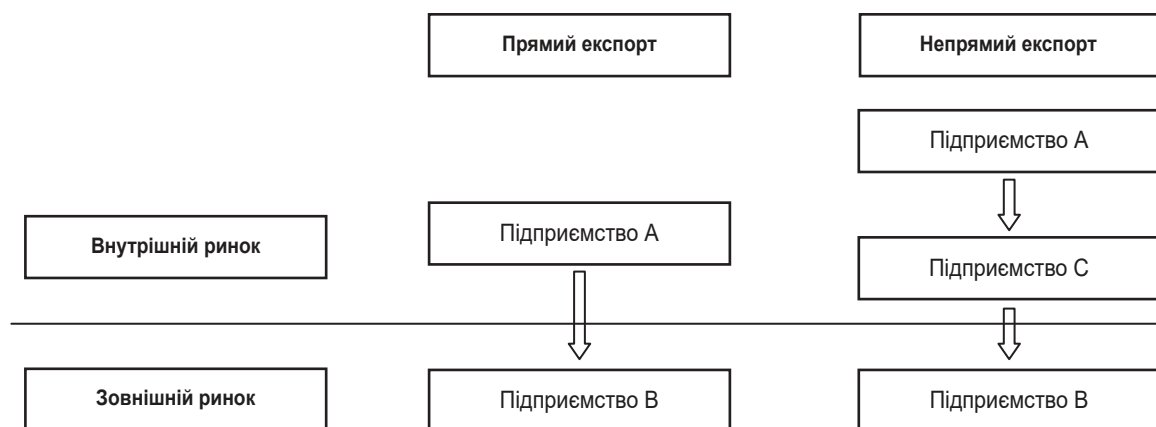 Прямий експорт
Непрямий експорт
Підприємство А
Внутрішній ринок
Підприємство А
Підприємство С
Зовнішній ринок
Підприємство В
Підприємство В